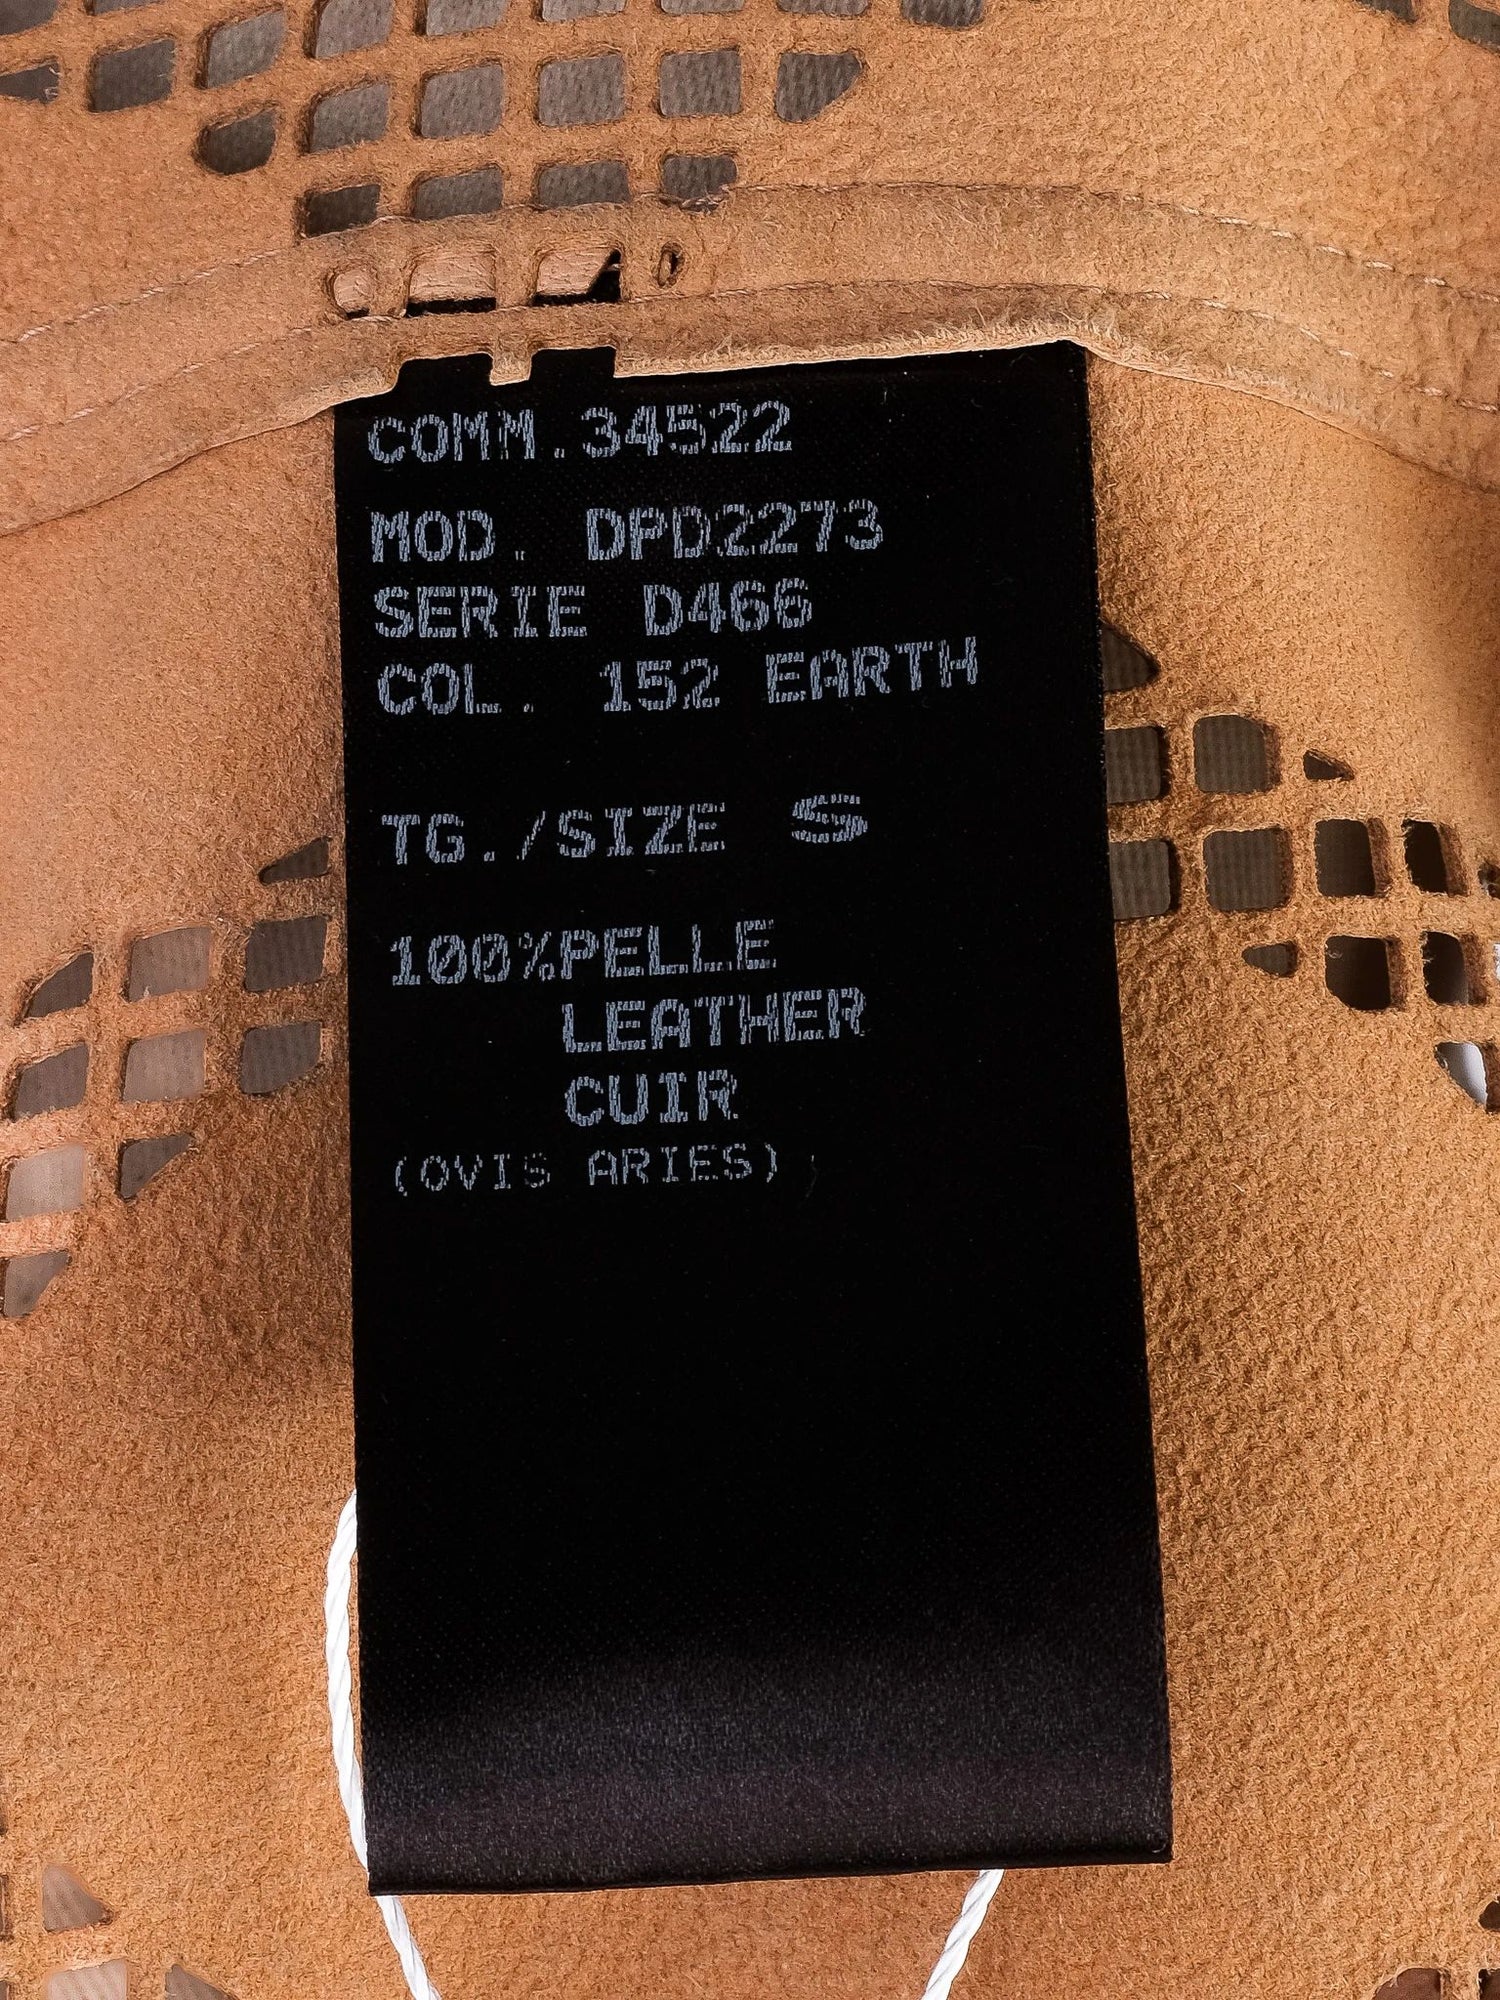 COMM.34522
MOD. DPD2273
SERIE D466
COL. 152 EARTH
TG./SIZE S
100%PELLE
LEATHER
CUIR
(OVIS ARIES)